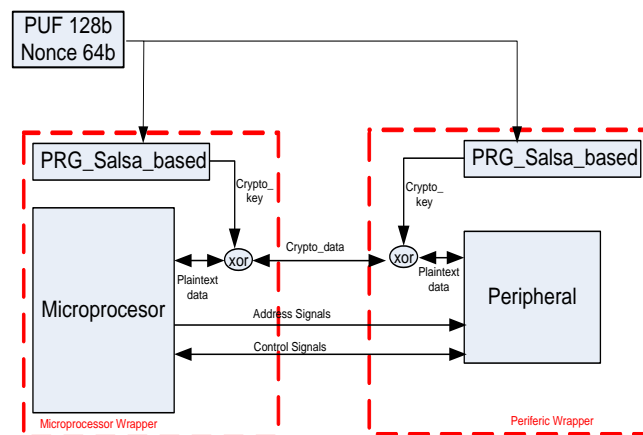 PUF 128b
Nonce 64b
PRG_Salsa_based
PRG_Salsa_based
Crypto_
key
Crypto_
key
xor
Crypto_data
xor
Plaintext
data
Plaintext
data
Microprocesor
Peripheral
Address Signals
Control Signals
Microprocessor Wrapper
Periferic Wrapper